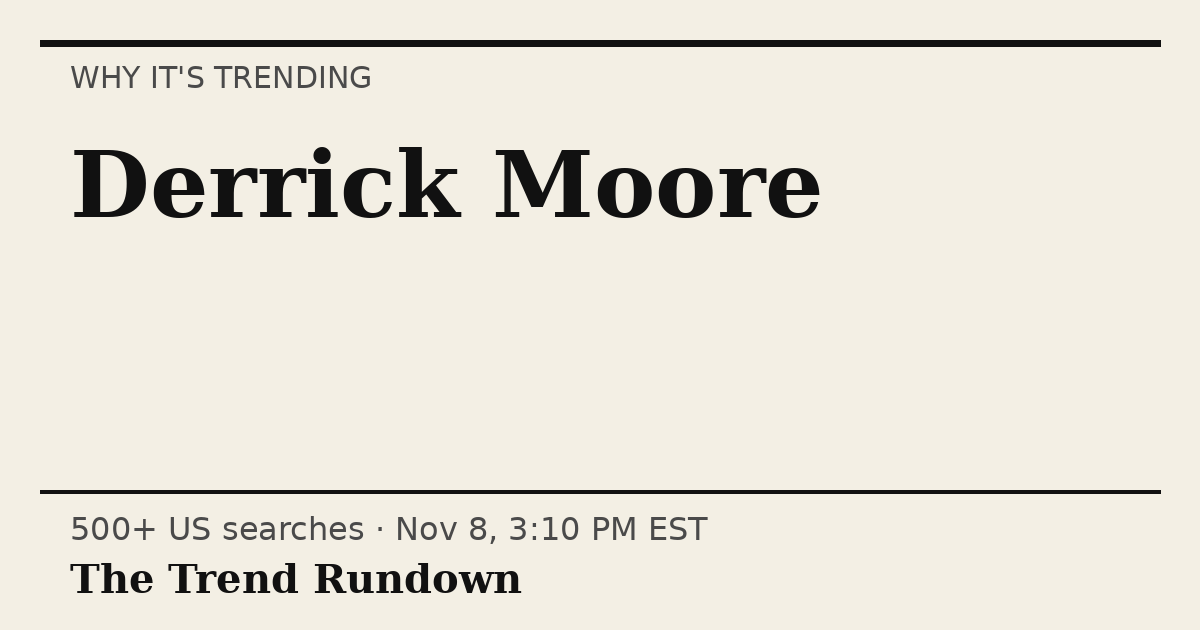 WHY IT'S TRENDING
Derrick Moore
500+ US searches · Nov 8, 3:10 PM EST
The Trend Rundown